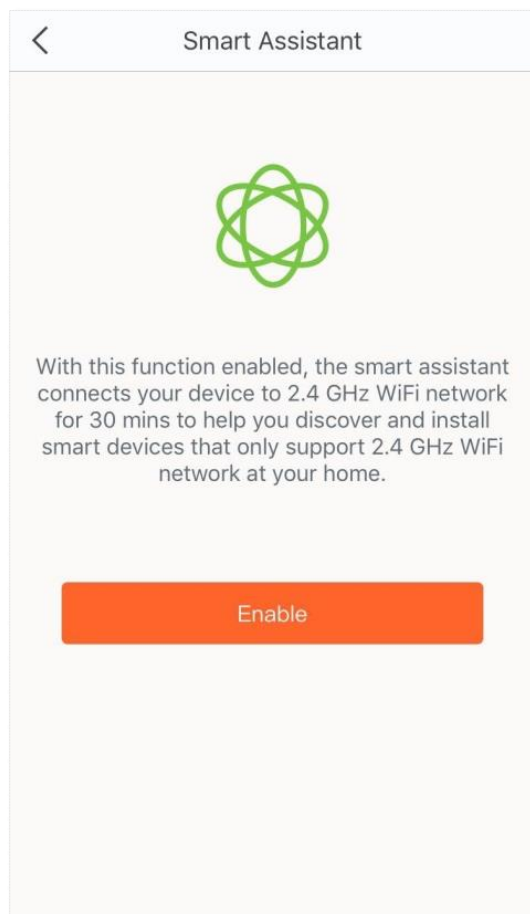 Smart Assistant
With this function enabled, the smart assistant
connects your device to 2.4 GHz WiFi network
for 30 mins to help you discover and install
smart devices that only support 2.4 GHz WiFi
network at your home.
Enable